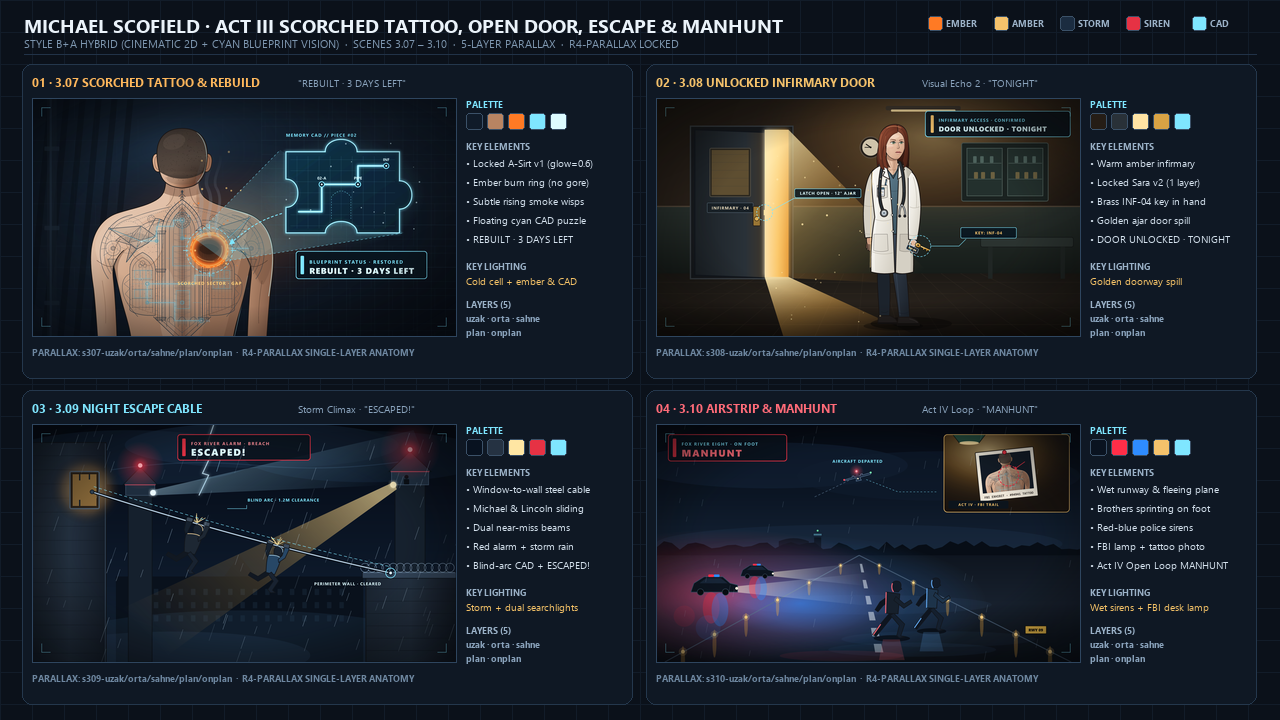 MICHAEL SCOFIELD · ACT III SCORCHED TATTOO, OPEN DOOR, ESCAPE & MANHUNT
STYLE B+A HYBRID (CINEMATIC 2D + CYAN BLUEPRINT VISION) · SCENES 3.07 – 3.10 · 5-LAYER PARALLAX · R4-PARALLAX LOCKED
EMBER
AMBER
STORM
SIREN
CAD
01 · 3.07 SCORCHED TATTOO & REBUILD
"REBUILT · 3 DAYS LEFT"
MEMORY CAD // PIECE #02
INF
02-A
SCORCHED SECTOR · GAP
BLUEPRINT STATUS · RESTORED
REBUILT · 3 DAYS LEFT
PALETTE
KEY ELEMENTS
• Locked A-Sirt v1 (glow=0.6)
• Ember burn ring (no gore)
• Subtle rising smoke wisps
• Floating cyan CAD puzzle
• REBUILT · 3 DAYS LEFT
KEY LIGHTING
Cold cell + ember & CAD
LAYERS (5)
uzak · orta · sahne
plan · onplan
PARALLAX: s307-uzak/orta/sahne/plan/onplan · R4-PARALLAX SINGLE-LAYER ANATOMY
02 · 3.08 UNLOCKED INFIRMARY DOOR
Visual Echo 2 · "TONIGHT"
INFIRMARY ACCESS · CONFIRMED
DOOR UNLOCKED · TONIGHT
LATCH OPEN · 12° AJAR
INFIRMARY · 04
KEY: INF-04
PALETTE
KEY ELEMENTS
• Warm amber infirmary
• Locked Sara v2 (1 layer)
• Brass INF-04 key in hand
• Golden ajar door spill
• DOOR UNLOCKED · TONIGHT
KEY LIGHTING
Golden doorway spill
LAYERS (5)
uzak · orta · sahne
plan · onplan
PARALLAX: s308-uzak/orta/sahne/plan/onplan · R4-PARALLAX SINGLE-LAYER ANATOMY
03 · 3.09 NIGHT ESCAPE CABLE
Storm Climax · "ESCAPED!"
FOX RIVER ALARM · BREACH
ESCAPED!
BLIND ARC · 1.2M CLEARANCE
PERIMETER WALL · CLEARED
PALETTE
KEY ELEMENTS
• Window-to-wall steel cable
• Michael & Lincoln sliding
• Dual near-miss beams
• Red alarm + storm rain
• Blind-arc CAD + ESCAPED!
KEY LIGHTING
Storm + dual searchlights
LAYERS (5)
uzak · orta · sahne
plan · onplan
PARALLAX: s309-uzak/orta/sahne/plan/onplan · R4-PARALLAX SINGLE-LAYER ANATOMY
04 · 3.10 AIRSTRIP & MANHUNT
Act IV Loop · "MANHUNT"
FOX RIVER EIGHT · ON FOOT
MANHUNT
AIRCRAFT DEPARTED
ACT IV · FBI TRAIL
PALETTE
KEY ELEMENTS
• Wet runway & fleeing plane
• Brothers sprinting on foot
• Red-blue police sirens
• FBI lamp + tattoo photo
• Act IV Open Loop MANHUNT
KEY LIGHTING
Wet sirens + FBI desk lamp
LAYERS (5)
uzak · orta · sahne
plan · onplan
PARALLAX: s310-uzak/orta/sahne/plan/onplan · R4-PARALLAX SINGLE-LAYER ANATOMY